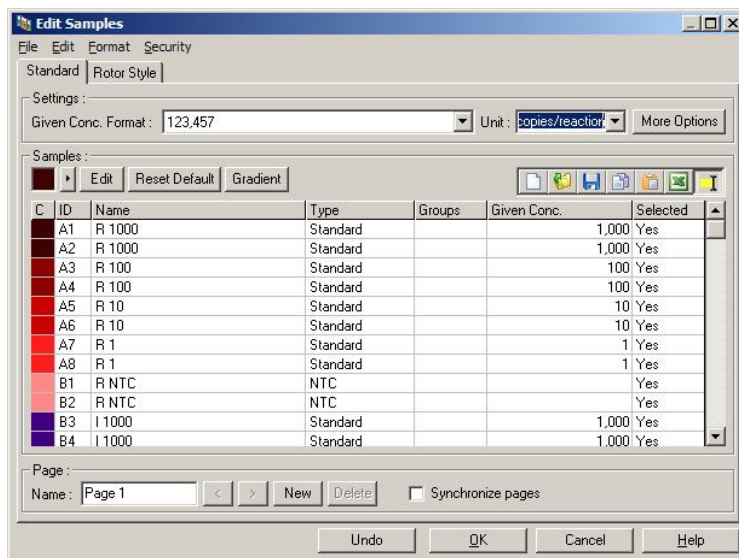 Edit Samples
File Edit Format Security
Standard Rotor Style
Settings :
Given Conc. Format : 123,457 Unit : copies/reaction More Options
Samples :
Edit Reset Default Gradient
C ID Name Type Groups Given Conc. Selected
A1 R 1000 Standard 1,000 Yes
A2 R 1000 Standard 1,000 Yes
A3 R 100 Standard 100 Yes
A4 R 100 Standard 100 Yes
A5 R 10 Standard 10 Yes
A6 R 10 Standard 10 Yes
A7 R 1 Standard 1 Yes
A8 R 1 Standard 1 Yes
B1 R NTC NTC Yes
B2 R NTC NTC Yes
B3 I 1000 Standard 1,000 Yes
B4 I 1000 Standard 1,000 Yes
Page :
Name : Page 1 < > New Delete Synchronize pages
Undo OK Cancel Help